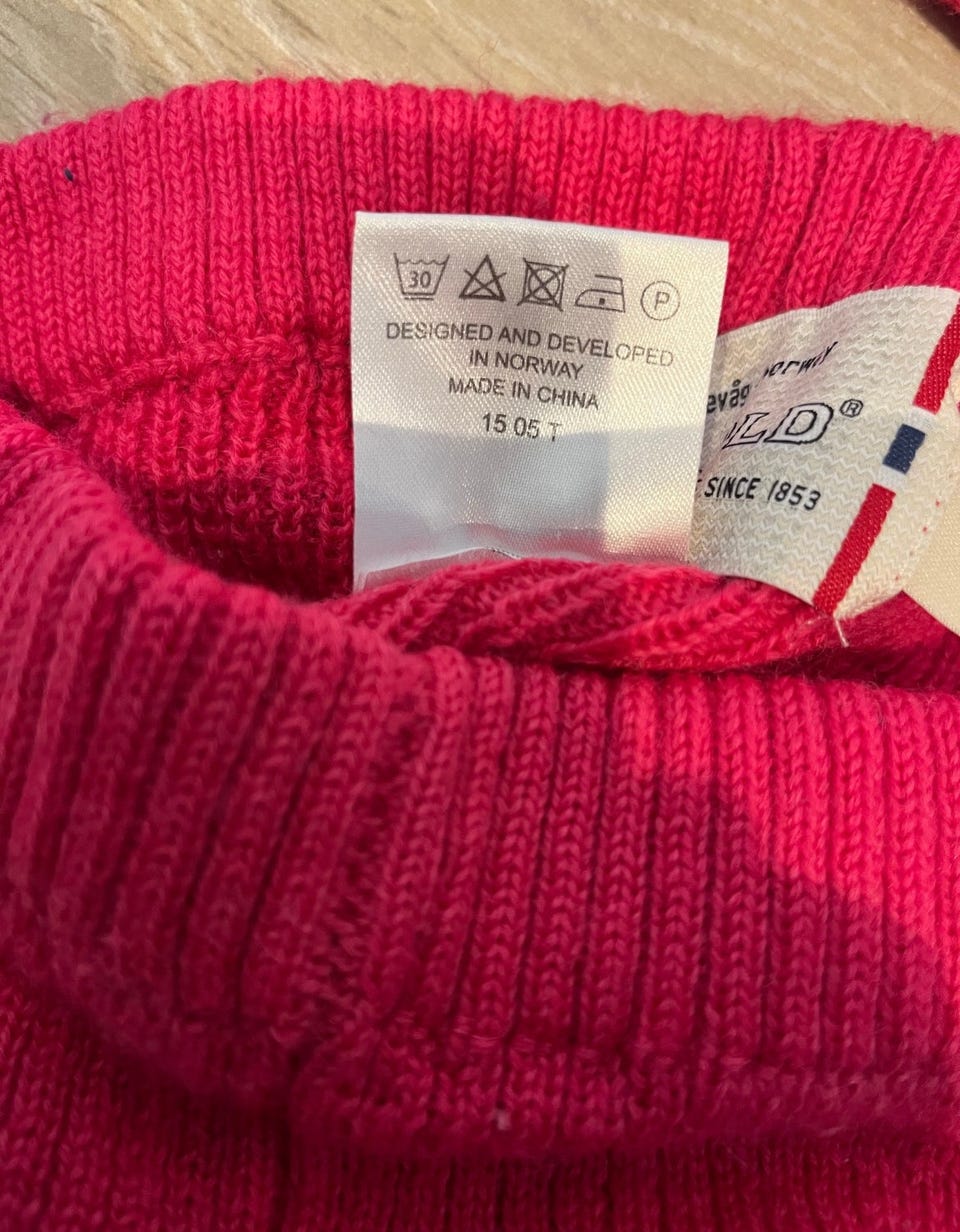 30
P
DESIGNED AND DEVELOPED
IN NORWAY
MADE IN CHINA
15 05 T
SINCE 1853